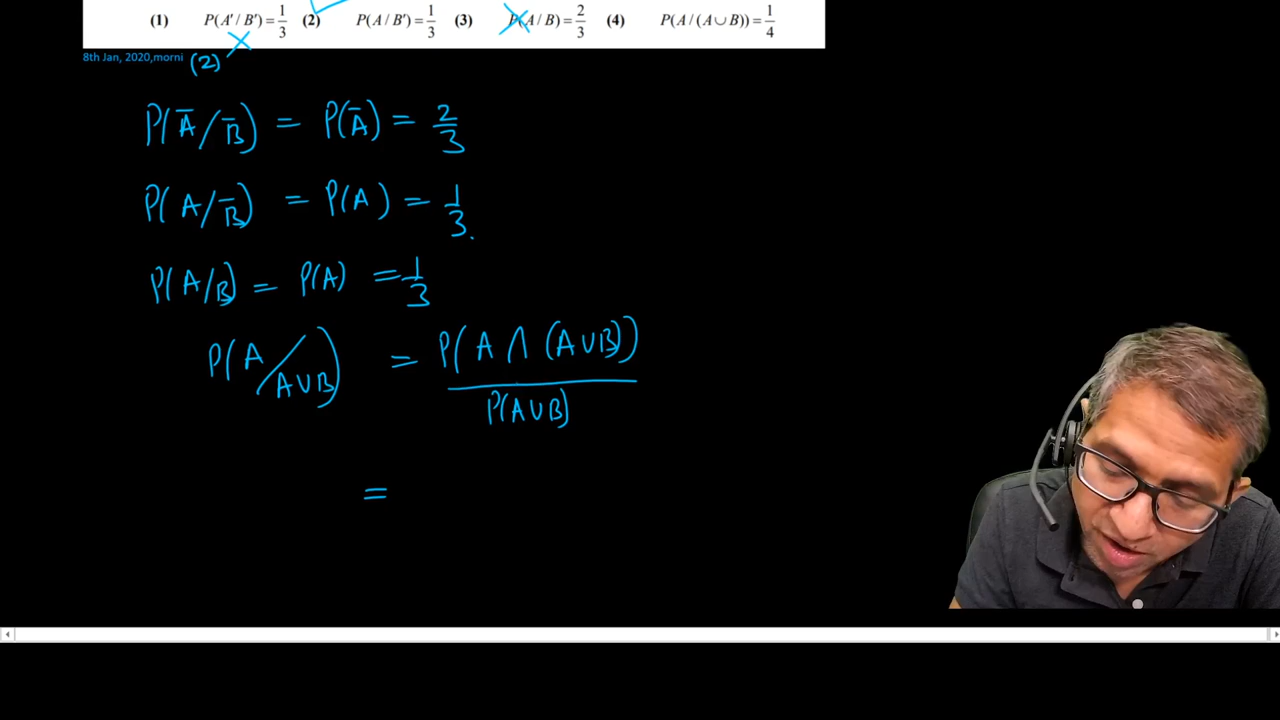 (1) P(A′/B′)=1/3 (2) P(A/B′)=1/3 (3) P(A/B)=2/3 (4) P(A/(A∪B))=1/4
8th Jan, 2020,morni
(2)
P(A̅/B̅) = P(A̅) = 2/3
P(A/B̅) = P(A) = 1/3.
P(A/B) = P(A) = 1/3
P(A/A∪B) = P(A ∩ (A∪B)) / P(A∪B)
=